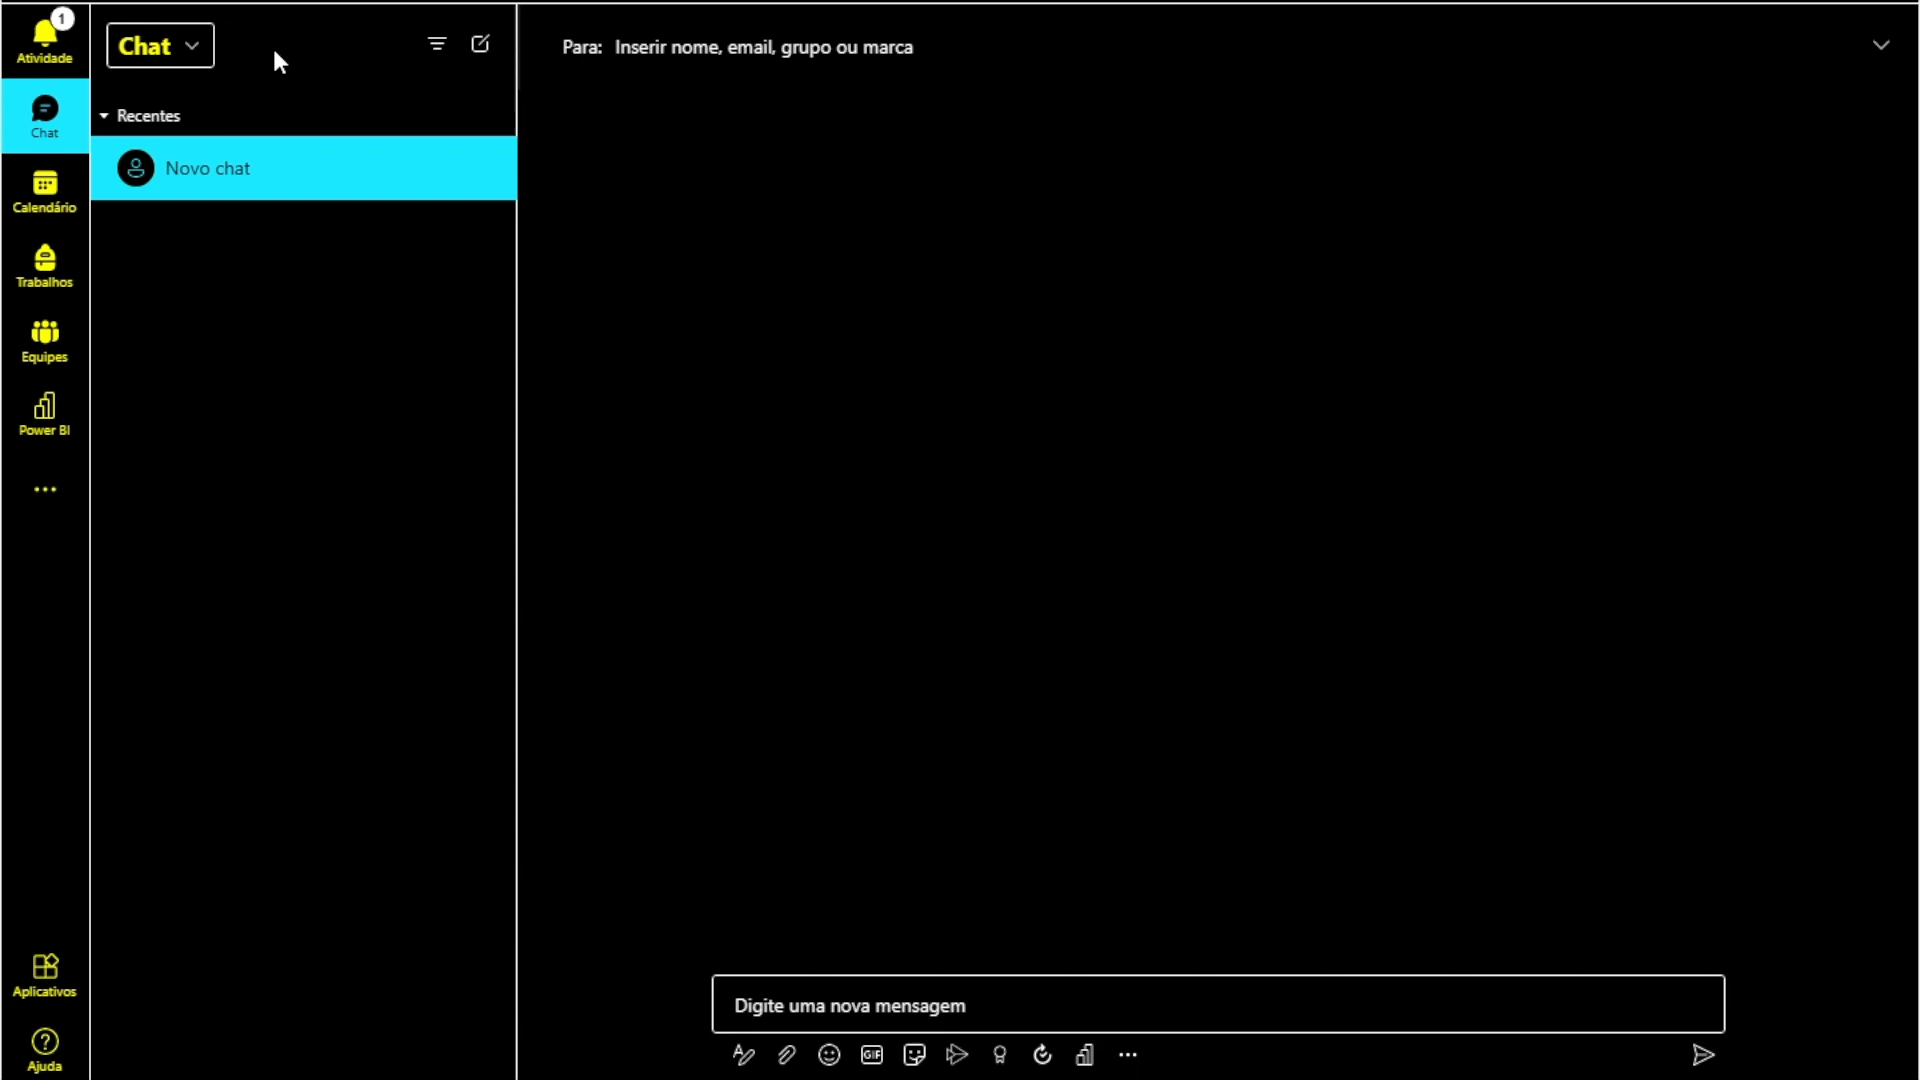 1
Atividade
Chat
Calendário
Trabalhos
Equipes
Power BI
Aplicativos
Ajuda
Chat
Recentes
Novo chat
Para: Inserir nome, email, grupo ou marca
Digite uma nova mensagem
GIF